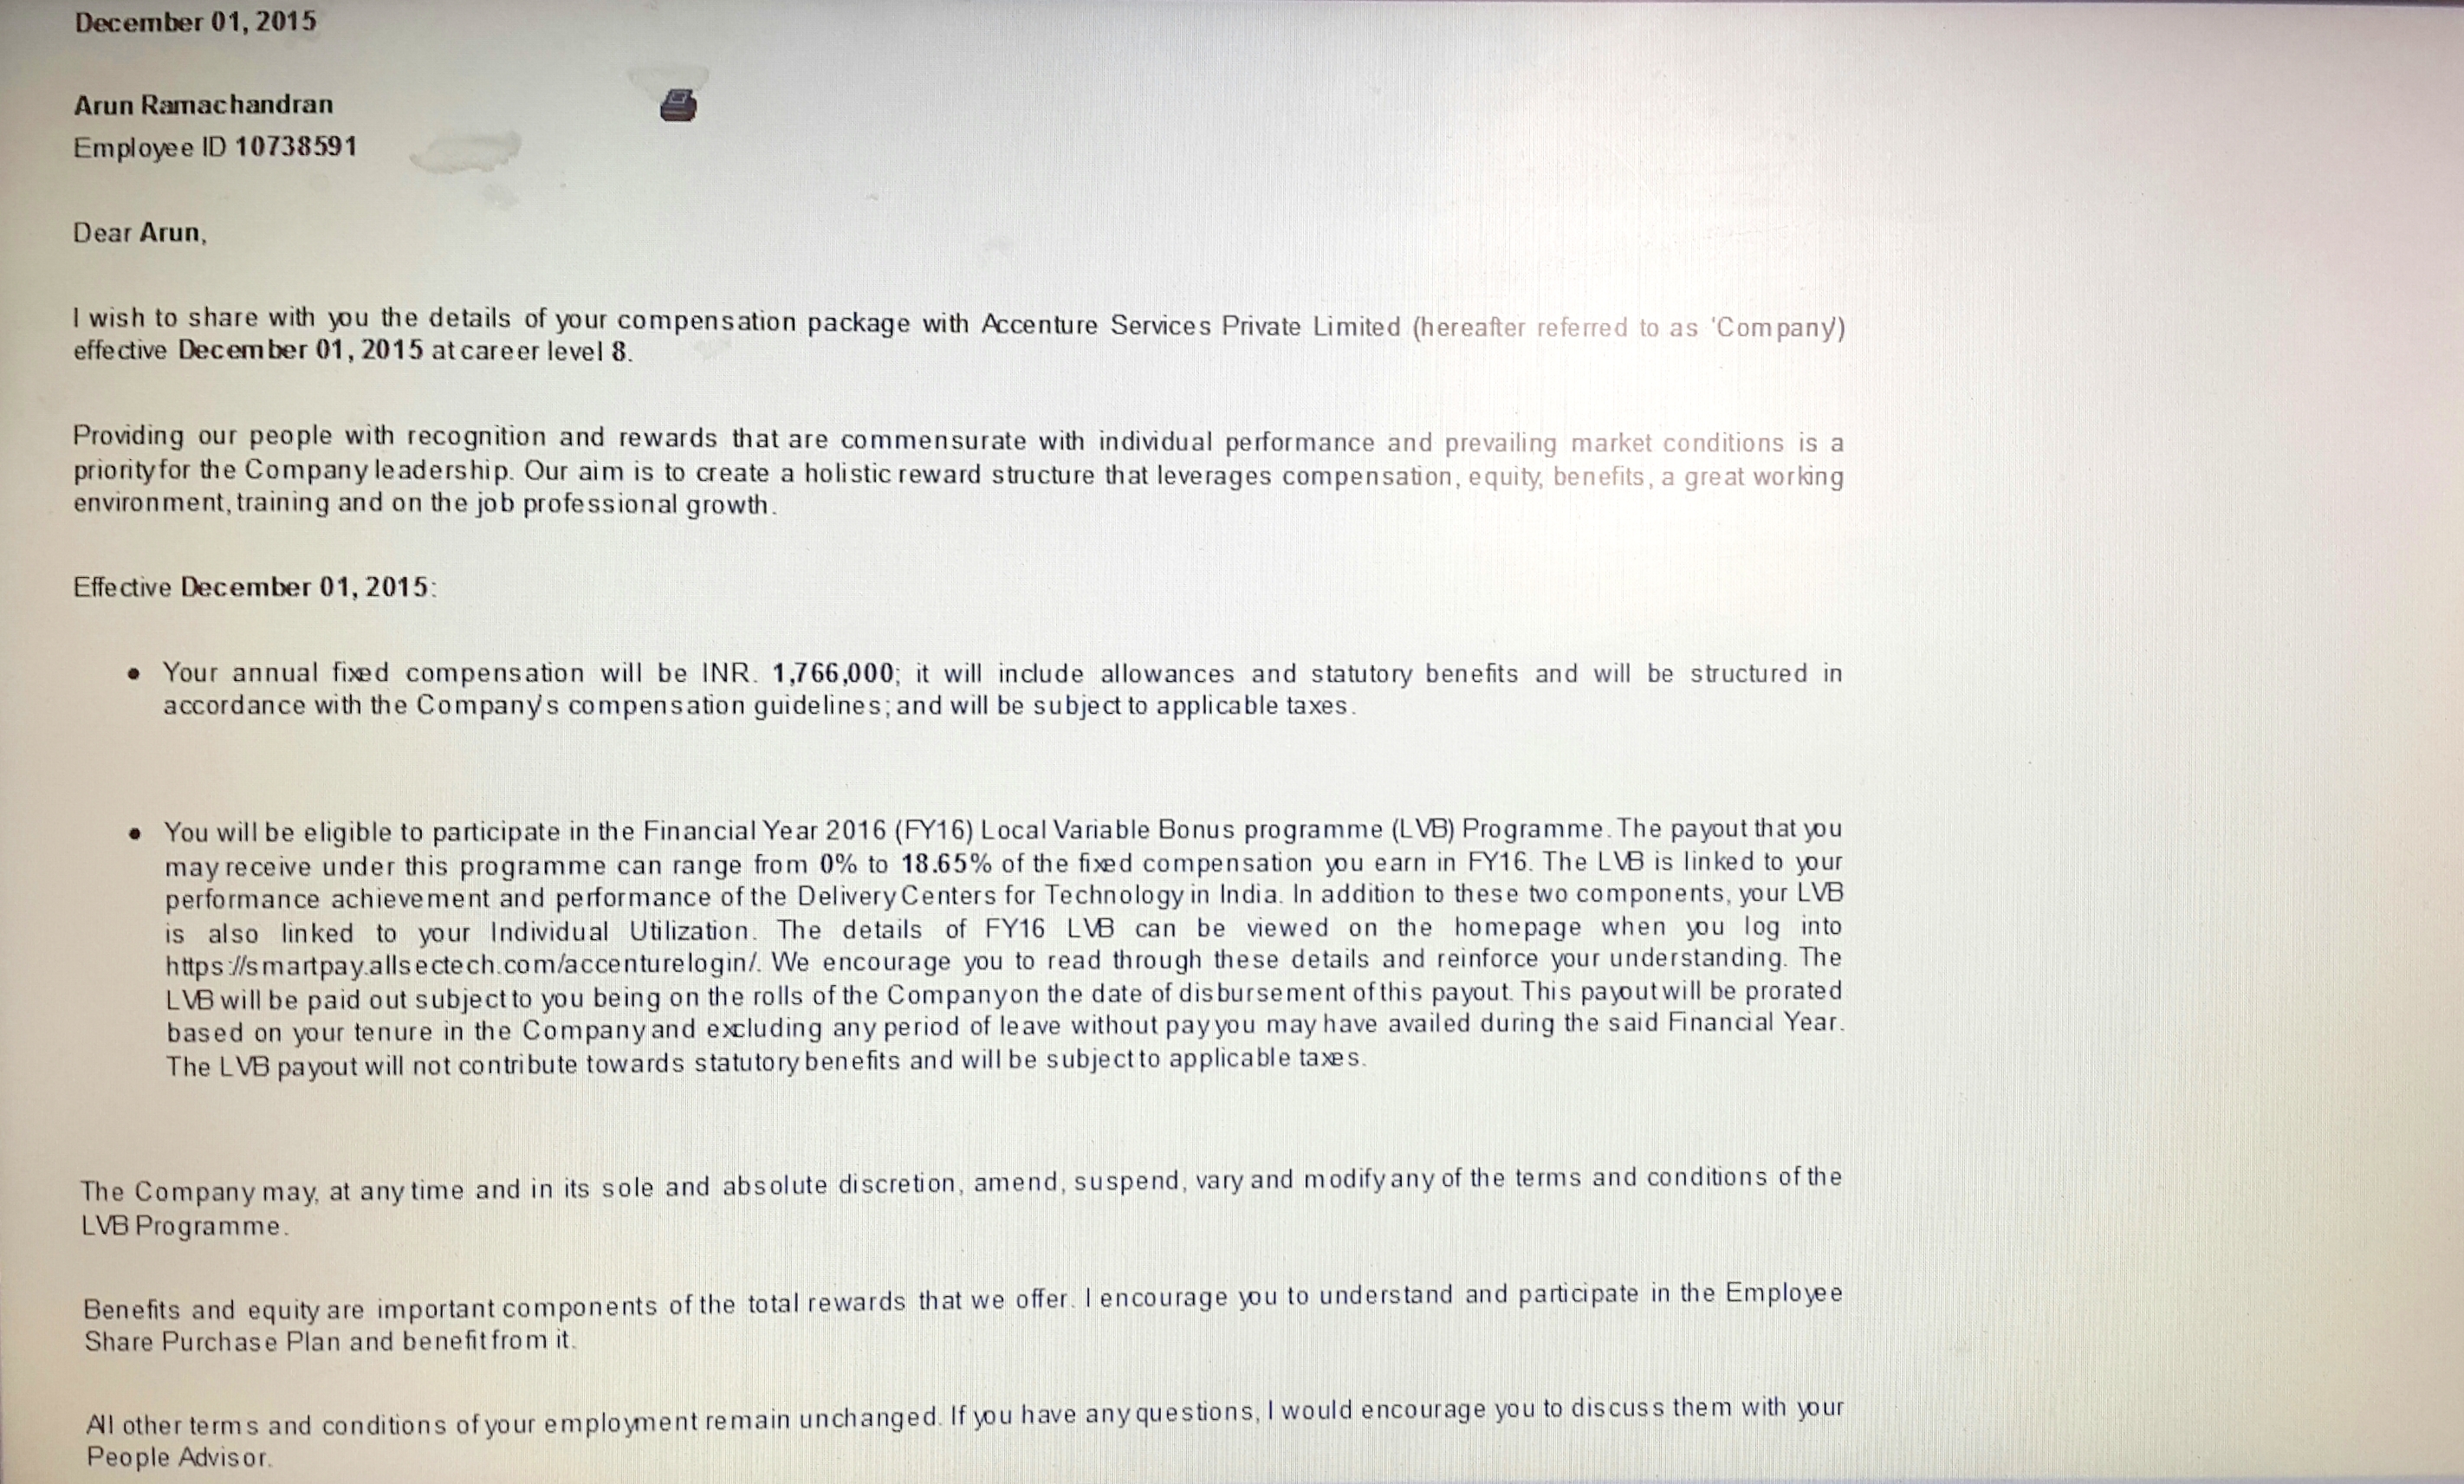 December 01, 2015
Arun Ramachandran
Employee ID 10738591
Dear Arun,
I wish to share with you the details of your compensation package with Accenture Services Private Limited (hereafter referred to as 'Company')
effective December 01, 2015 at career level 8.
Providing our people with recognition and rewards that are commensurate with individual performance and prevailing market conditions is a
priority for the Company leadership. Our aim is to create a holistic reward structure that leverages compensation, equity, benefits, a great working
environment, training and on the job professional growth.
Effective December 01, 2015:
• Your annual fixed compensation will be INR. 1,766,000; it will include allowances and statutory benefits and will be structured in
accordance with the Company's compensation guidelines; and will be subject to applicable taxes.
• You will be eligible to participate in the Financial Year 2016 (FY16) Local Variable Bonus programme (LVB) Programme. The payout that you
may receive under this programme can range from 0% to 18.65% of the fixed compensation you earn in FY16. The LVB is linked to your
performance achievement and performance of the Delivery Centers for Technology in India. In addition to these two components, your LVB
is also linked to your Individual Utilization. The details of FY16 LVB can be viewed on the homepage when you log into
https://smartpay.allsectech.com/accenturelogin/. We encourage you to read through these details and reinforce your understanding. The
LVB will be paid out subject to you being on the rolls of the Company on the date of disbursement of this payout. This payout will be prorated
based on your tenure in the Company and excluding any period of leave without pay you may have availed during the said Financial Year.
The LVB payout will not contribute towards statutory benefits and will be subject to applicable taxes.
The Company may, at any time and in its sole and absolute discretion, amend, suspend, vary and modify any of the terms and conditions of the
LVB Programme.
Benefits and equity are important components of the total rewards that we offer. I encourage you to understand and participate in the Employee
Share Purchase Plan and benefit from it.
All other terms and conditions of your employment remain unchanged. If you have any questions, I would encourage you to discuss them with your
People Advisor.